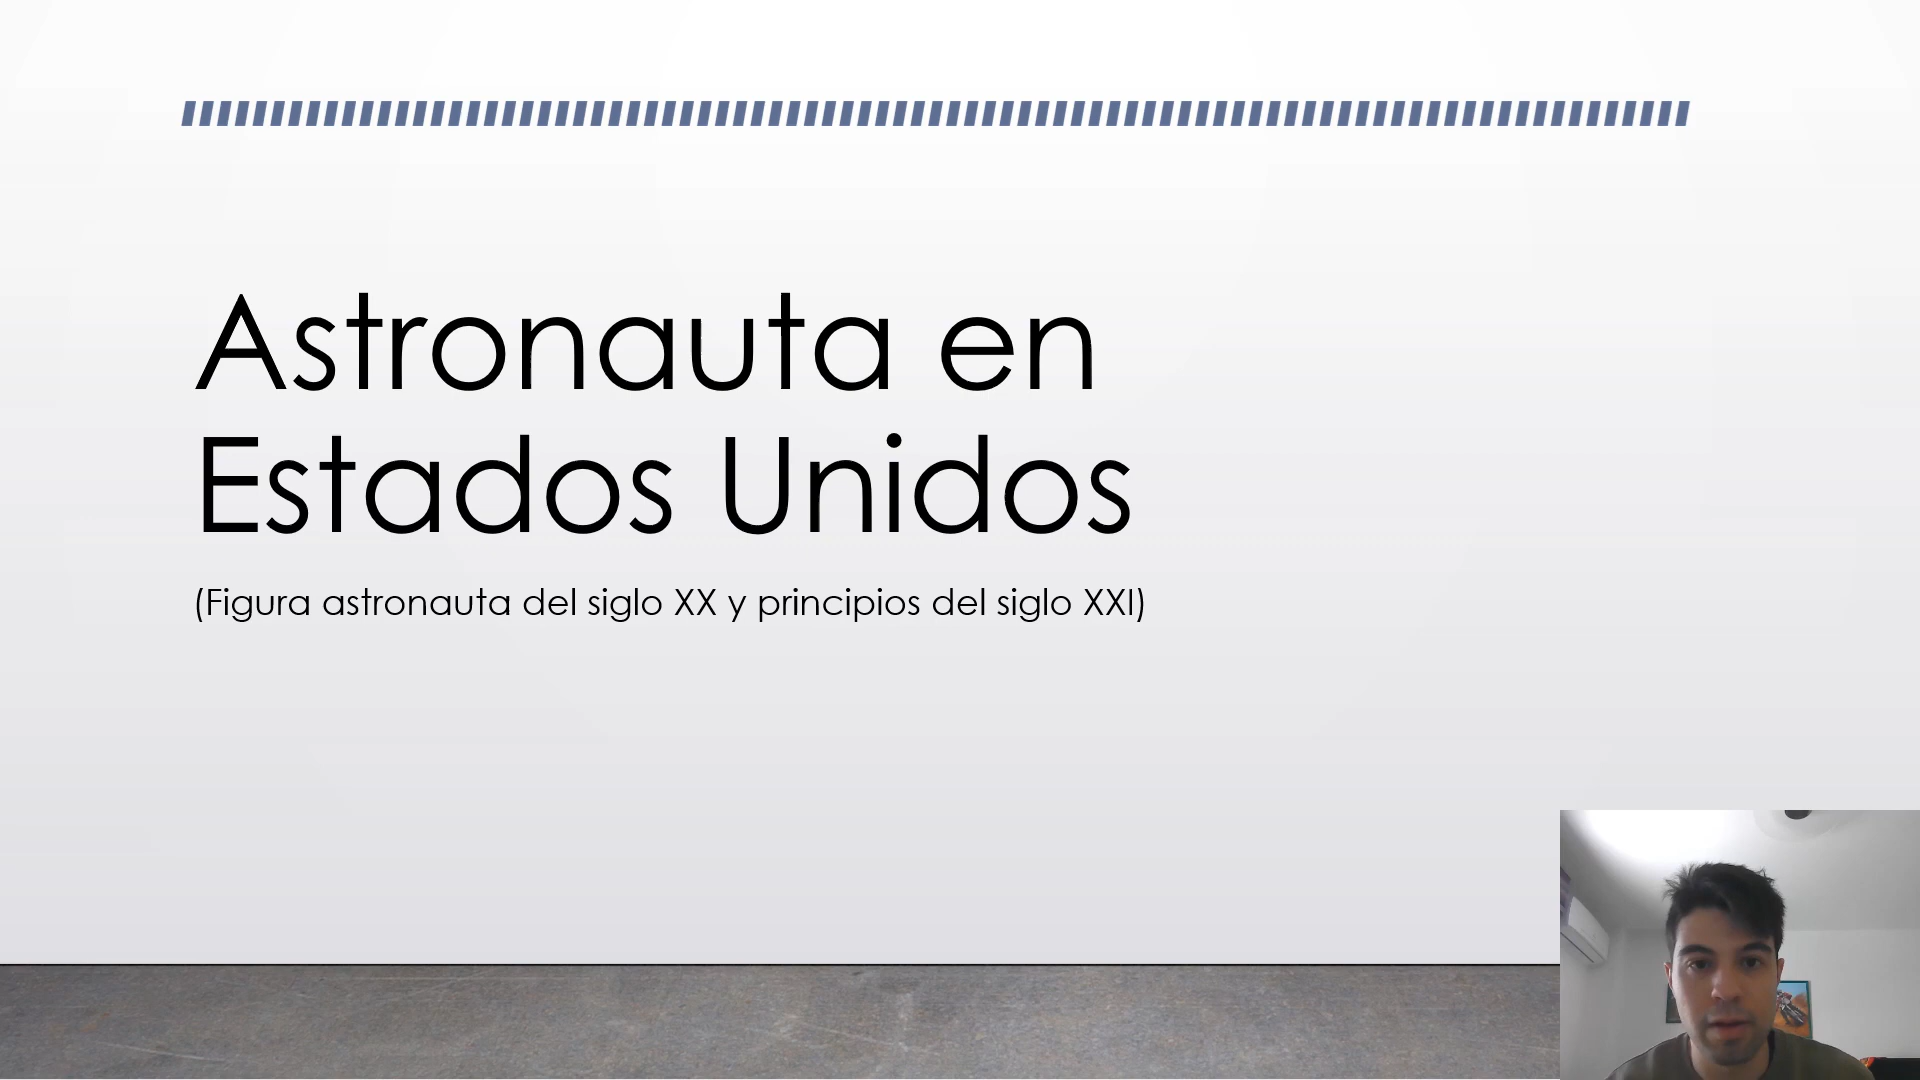 Astronauta en
Estados Unidos
(Figura astronauta del siglo XX y principios del siglo XXI)